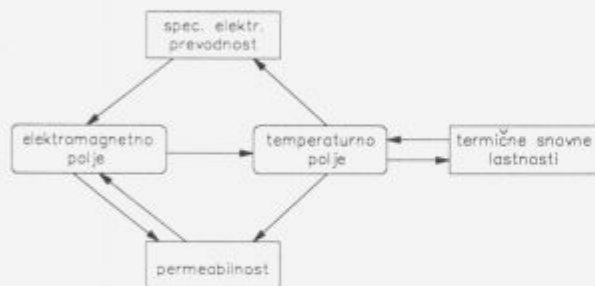 spec. elektr.
prevodnost
elektromagnetno
polje
temperaturno
polje
termične snovne
lastnosti
permeabilnost